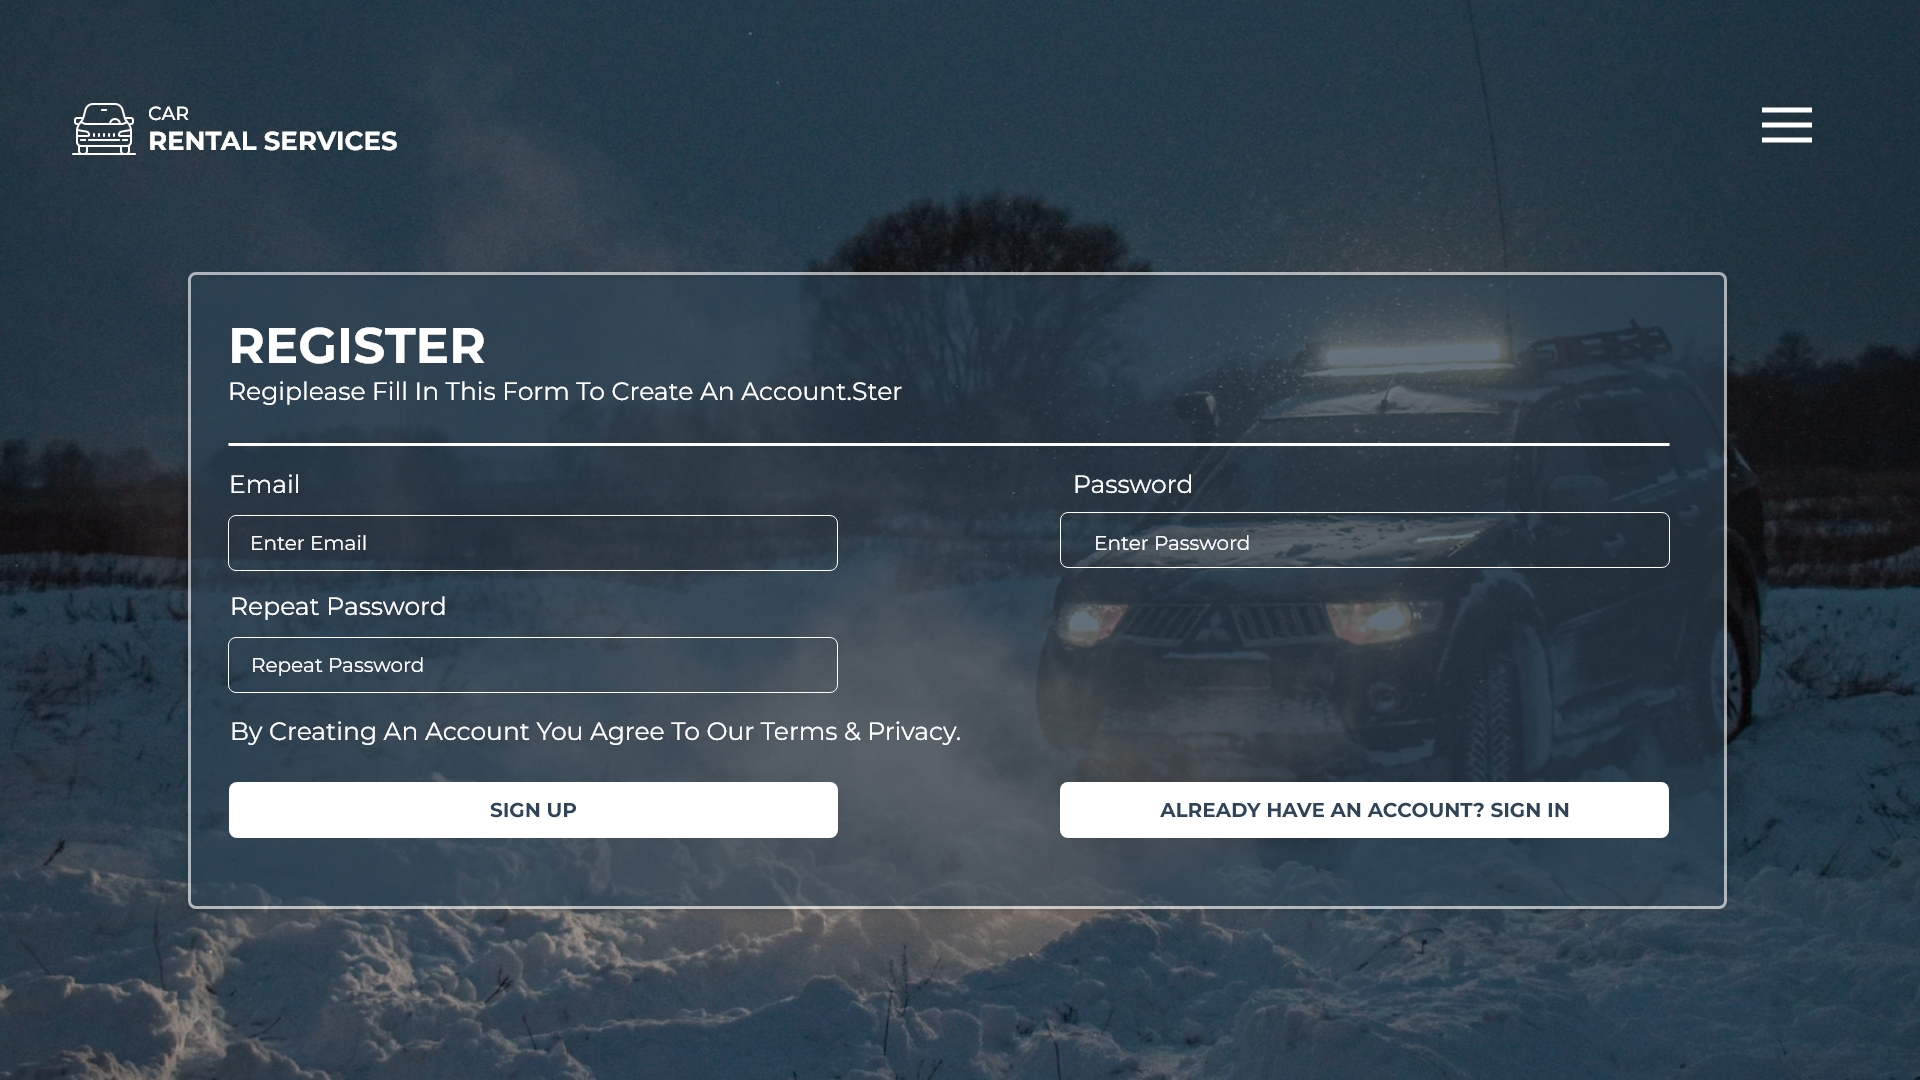 CAR
RENTAL SERVICES
REGISTER
Regiplease Fill In This Form To Create An Account.Ster
Email
Password
Enter Email
Enter Password
Repeat Password
Repeat Password
By Creating An Account You Agree To Our Terms & Privacy.
SIGN UP
ALREADY HAVE AN ACCOUNT? SIGN IN